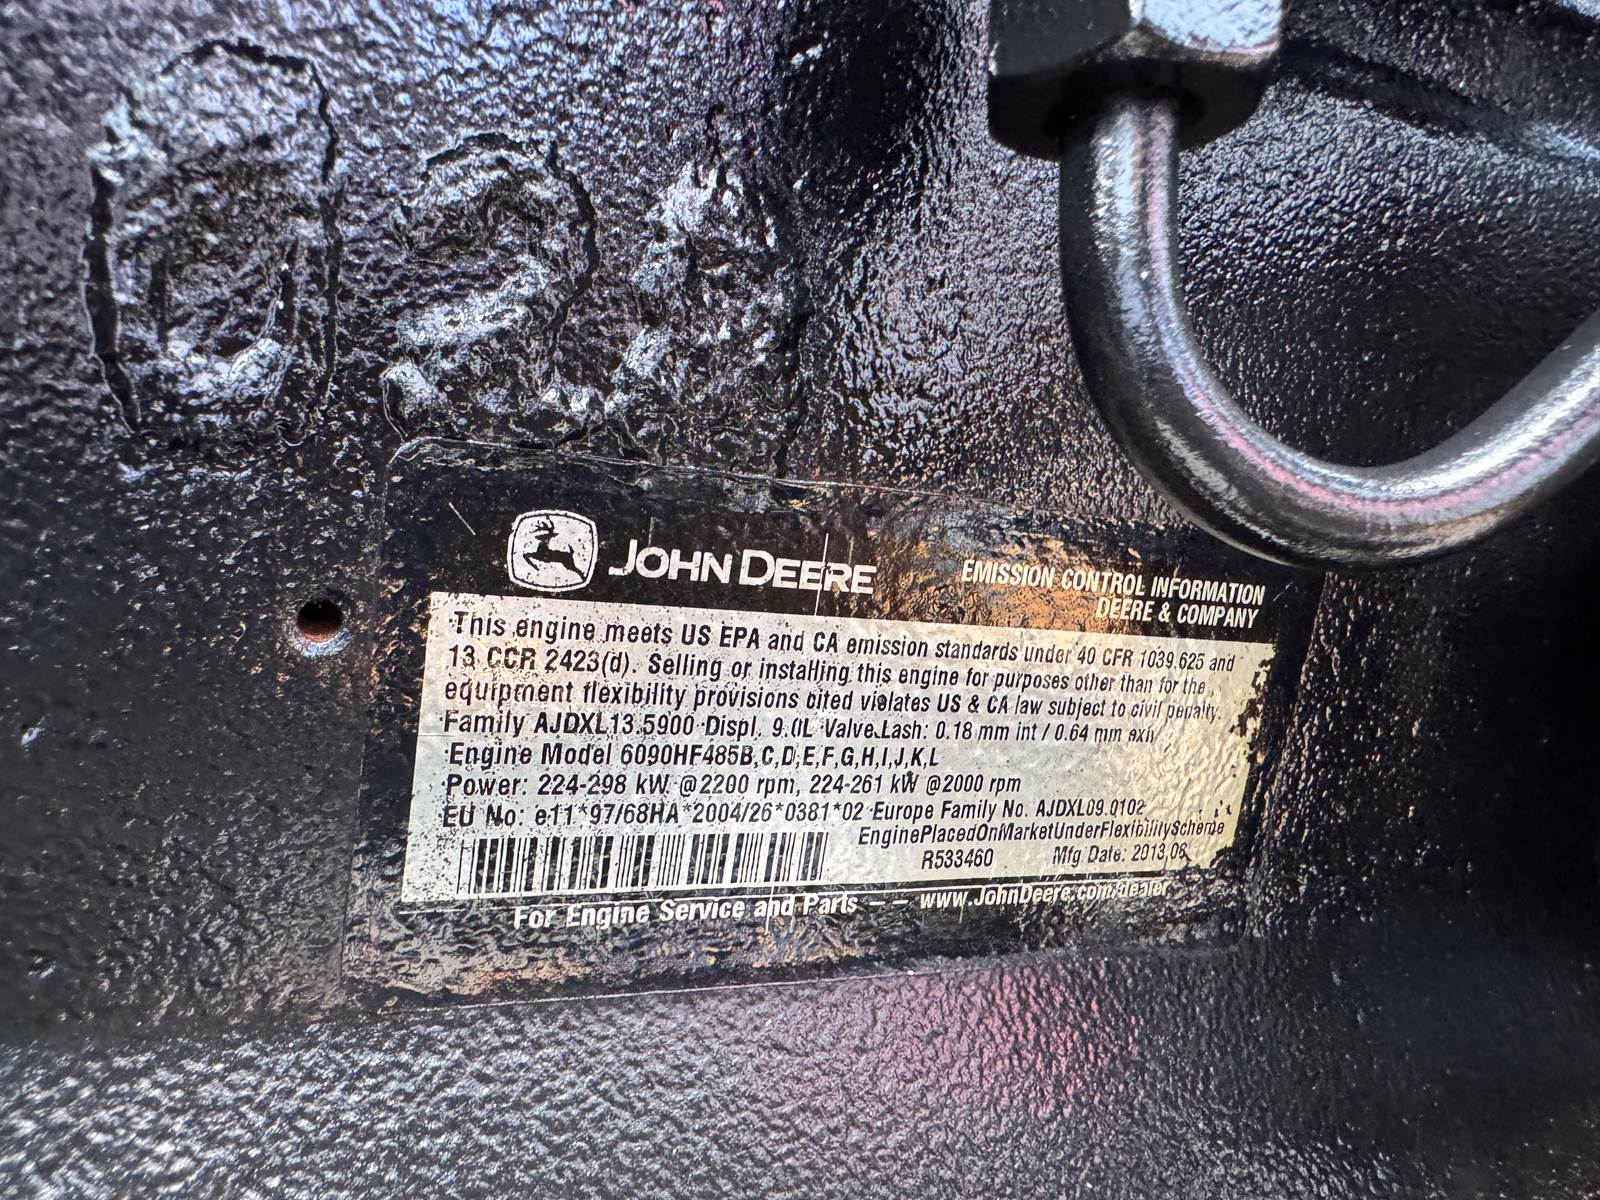 JOHN DEERE
EMISSION CONTROL INFORMATION
DEERE & COMPANY
This engine meets US EPA and CA emission standards under 40 CFR 1039.625 and
13 CCR 2423(d). Selling or installing this engine for purposes other than for the
equipment flexibility provisions cited violates US & CA law subject to civil penalty.
Family AJDXL13.5900 Displ. 9.0L Valve Lash: 0.18 mm int / 0.64 mm exh
Engine Model 6090HF485B,C,D,E,F,G,H,I,J,K,L
Power: 224-298 kW @2200 rpm, 224-261 kW @2000 rpm
EU No: e11*97/68HA*2004/26*0381*02 Europe Family No. AJDXL09.0102
EnginePlacedOnMarketUnderFlexibilityScheme
R533460 Mfg Date: 2013,06
For Engine Service and Parts –– www.JohnDeere.com/dealer